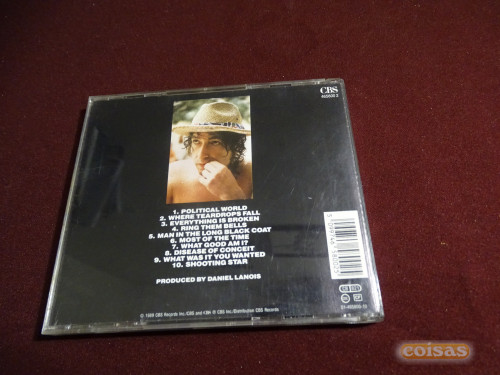 CBS
1. POLITICAL WORLD
2. WHERE TEARDROPS FALL
3. EVERYTHING IS BROKEN
4. RING THEM BELLS
5. MAN IN THE LONG BLACK COAT
6. MOST OF THE TIME
7. WHAT GOOD AM I?
8. DISEASE OF CONCEIT
9. WHAT WAS IT YOU WANTED
10. SHOOTING STAR
PRODUCED BY DANIEL LANOIS
coisas